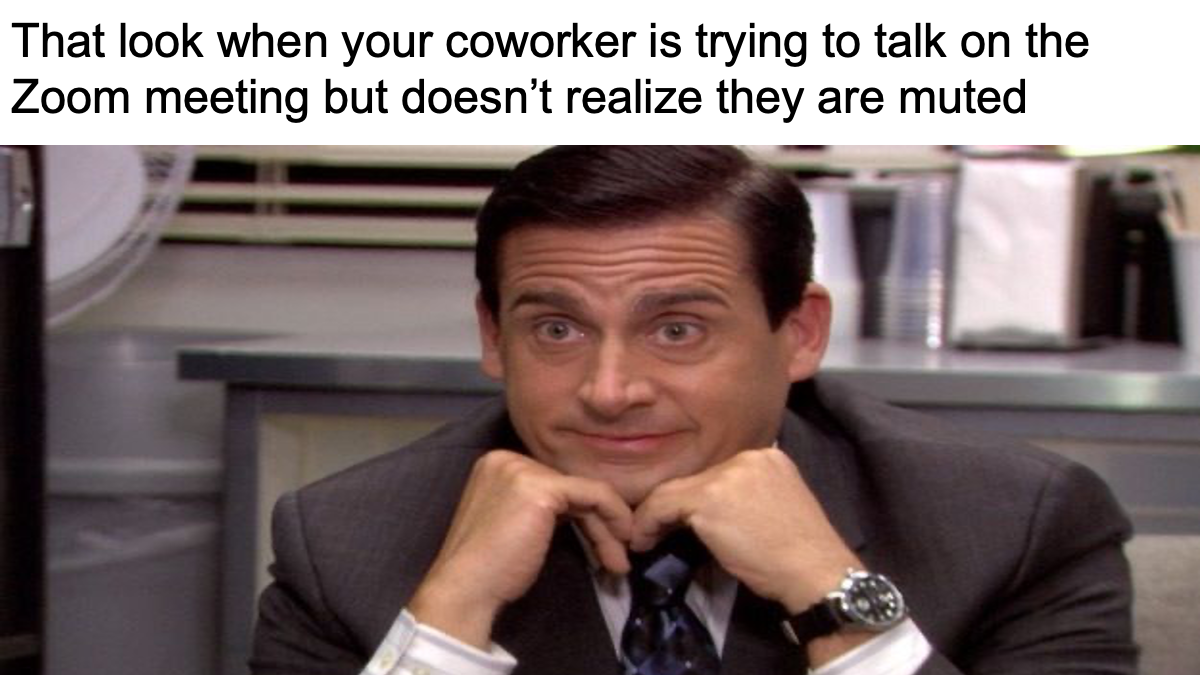 That look when your coworker is trying to talk on the
Zoom meeting but doesn’t realize they are muted